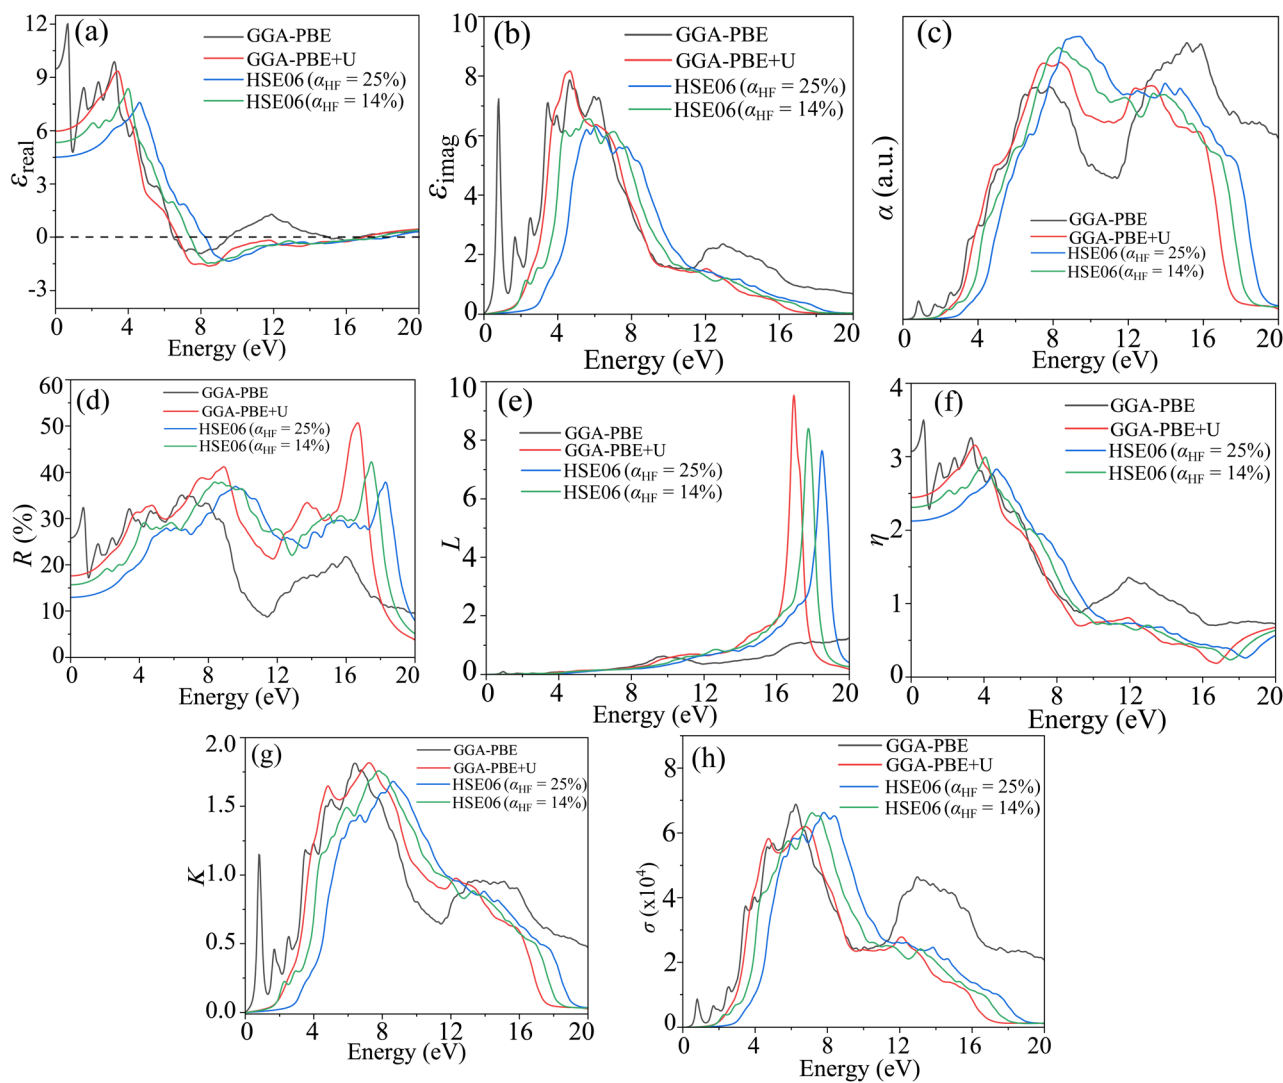 (a)
GGA-PBE
GGA-PBE+U
HSE06 (αHF = 25%)
HSE06 (αHF = 14%)
εreal
12
9
6
3
0
-3
0 4 8 12 16 20
Energy (eV)
(b)
GGA-PBE
GGA-PBE+U
HSE06 (αHF = 25%)
HSE06 (αHF = 14%)
εimag
10
8
6
4
2
0
0 4 8 12 16 20
Energy (eV)
(c)
α (a.u.)
GGA-PBE
GGA-PBE+U
HSE06 (αHF = 25%)
HSE06 (αHF = 14%)
0 4 8 12 16 20
Energy (eV)
(d)
GGA-PBE
GGA-PBE+U
HSE06 (αHF = 25%)
HSE06 (αHF = 14%)
R (%)
60
50
40
30
20
10
0
0 4 8 12 16 20
Energy (eV)
(e)
GGA-PBE
GGA-PBE+U
HSE06 (αHF = 25%)
HSE06 (αHF = 14%)
L
10
8
6
4
2
0
0 4 8 12 16 20
Energy (eV)
(f)
GGA-PBE
GGA-PBE+U
HSE06 (αHF = 25%)
HSE06 (αHF = 14%)
η
4
3
2
1
0
0 4 8 12 16 20
Energy (eV)
(g)
GGA-PBE
GGA-PBE+U
HSE06 (αHF = 25%)
HSE06 (αHF = 14%)
K
2.0
1.5
1.0
0.5
0.0
0 4 8 12 16 20
Energy (eV)
(h)
GGA-PBE
GGA-PBE+U
HSE06 (αHF = 25%)
HSE06 (αHF = 14%)
σ (x10⁴)
8
6
4
2
0
0 4 8 12 16 20
Energy (eV)